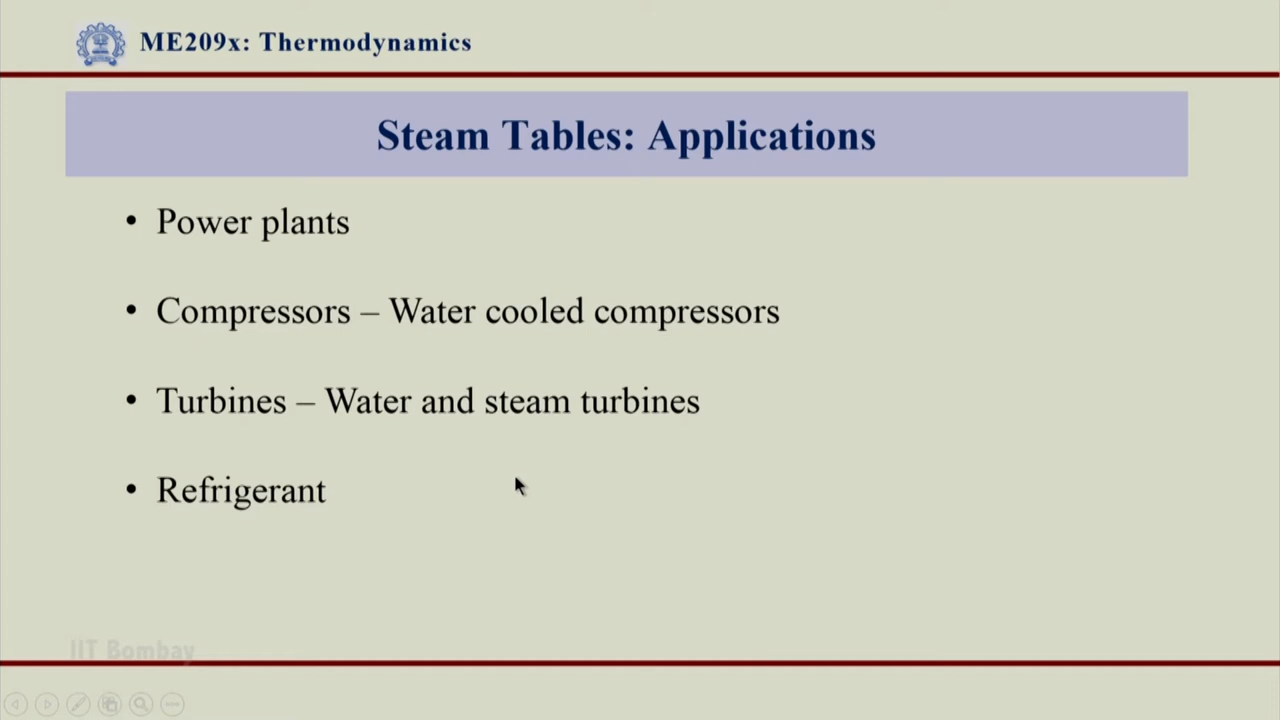 ME209x: Thermodynamics
Steam Tables: Applications
• Power plants
• Compressors – Water cooled compressors
• Turbines – Water and steam turbines
• Refrigerant
IIT Bombay